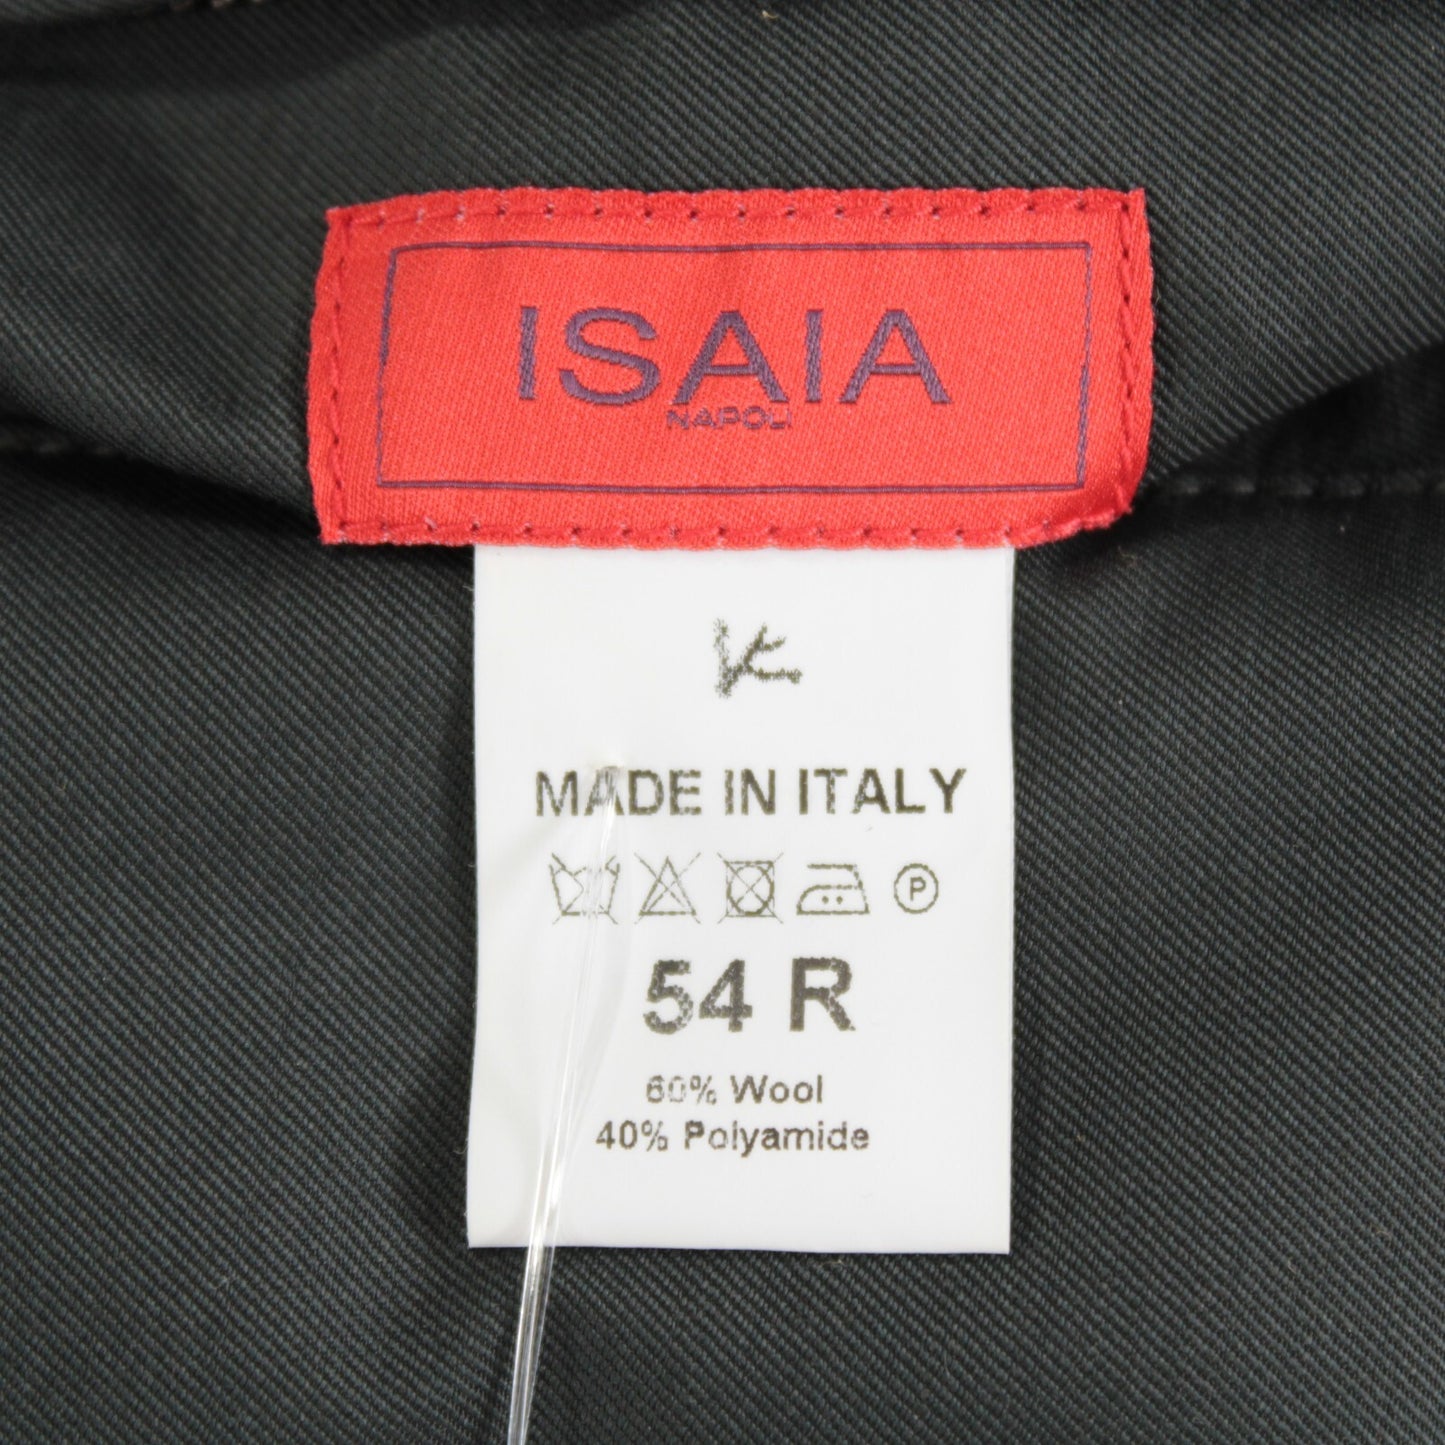 ISAIA
NAPOLI
MADE IN ITALY
P
54 R
60% Wool
40% Polyamide